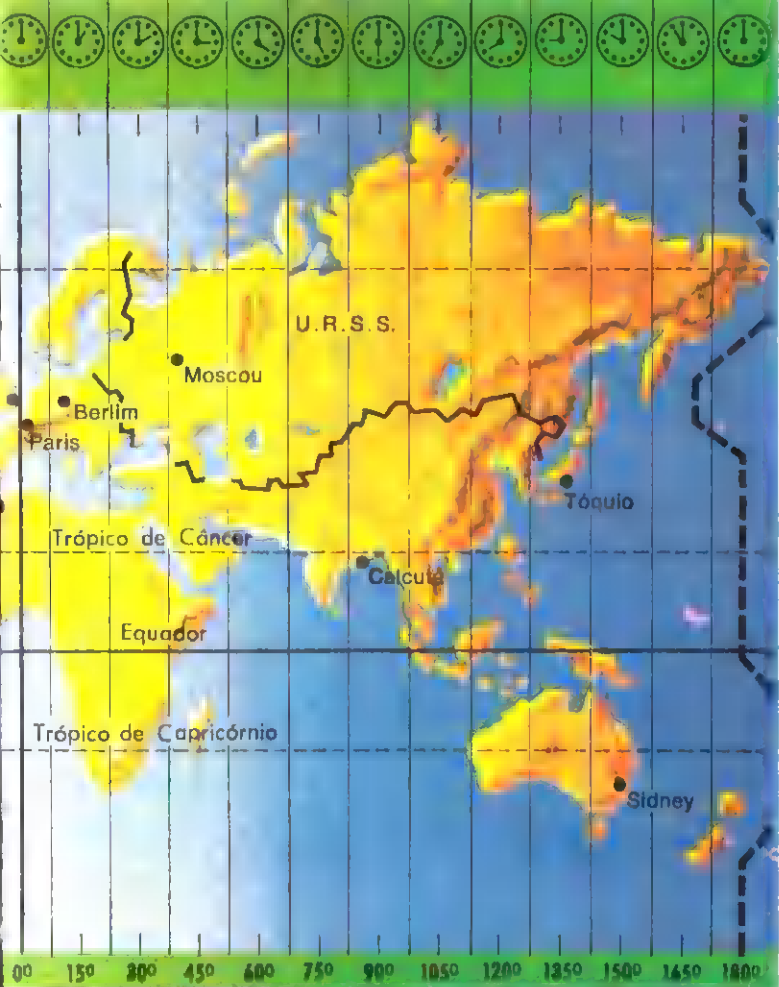 U.R.S.S.
Moscou
Berlim
Paris
Tóquio
Trópico de Câncer
Calcutá
Equador
Trópico de Capricórnio
Sidney
0º 15º 30º 45º 60º 75º 90º 105º 120º 135º 150º 165º 180º